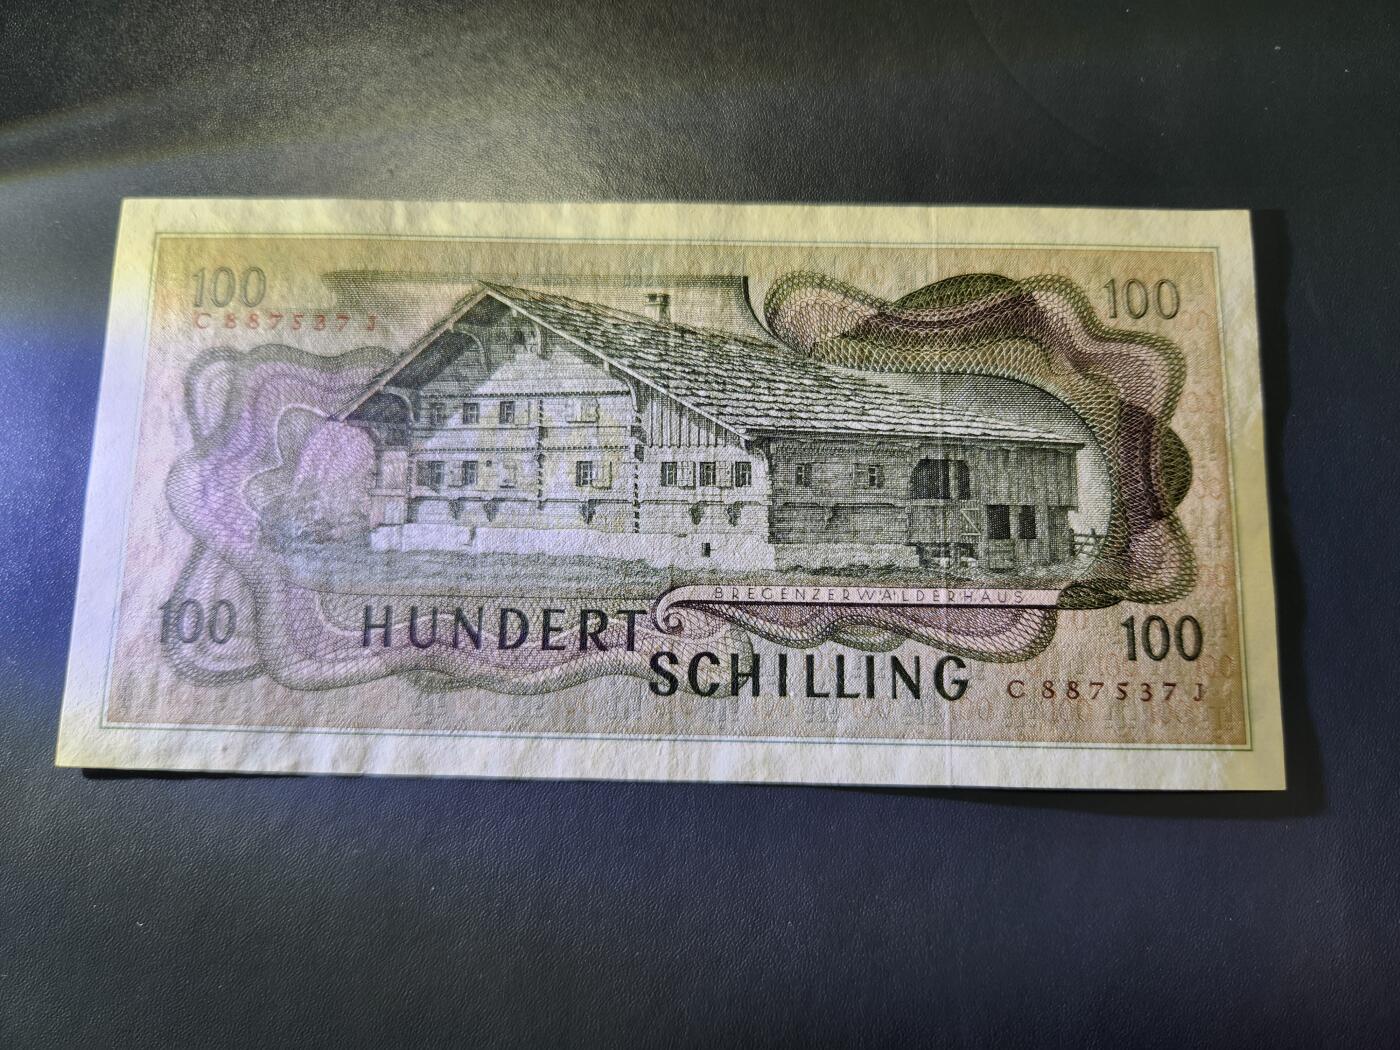 100
C 887537 J
100
BREGENZERWÄLDERHAUS
100
HUNDERT
SCHILLING
100
C 887537 J